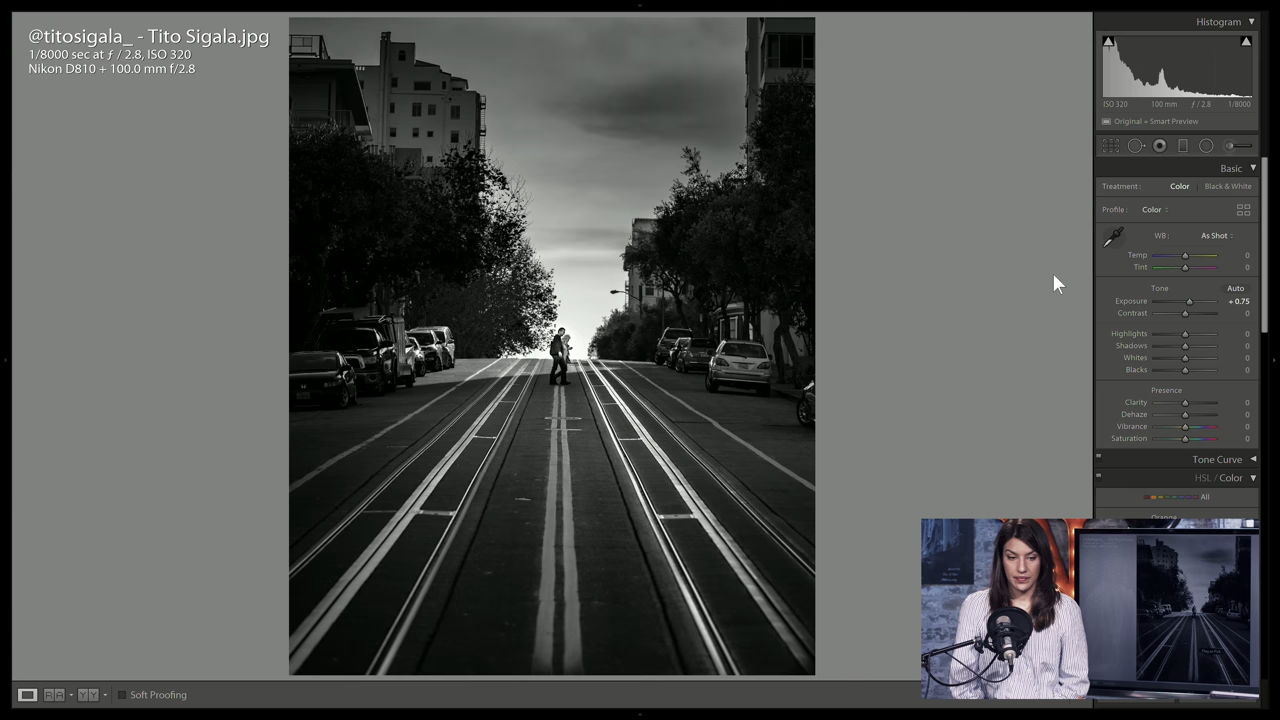 @titosigala_ - Tito Sigala.jpg
1/8000 sec at ƒ / 2.8, ISO 320
Nikon D810 + 100.0 mm f/2.8
Histogram
ISO 320 100 mm ƒ / 2.8 1/8000
Original + Smart Preview
Basic
Treatment: Color Black & White
Profile: Color
WB: As Shot
Temp 0
Tint 0
Tone Auto
Exposure + 0.75
Contrast 0
Highlights 0
Shadows 0
Whites 0
Blacks 0
Presence
Clarity 0
Dehaze 0
Vibrance 0
Saturation 0
Tone Curve
HSL / Color
All
Orange
Soft Proofing